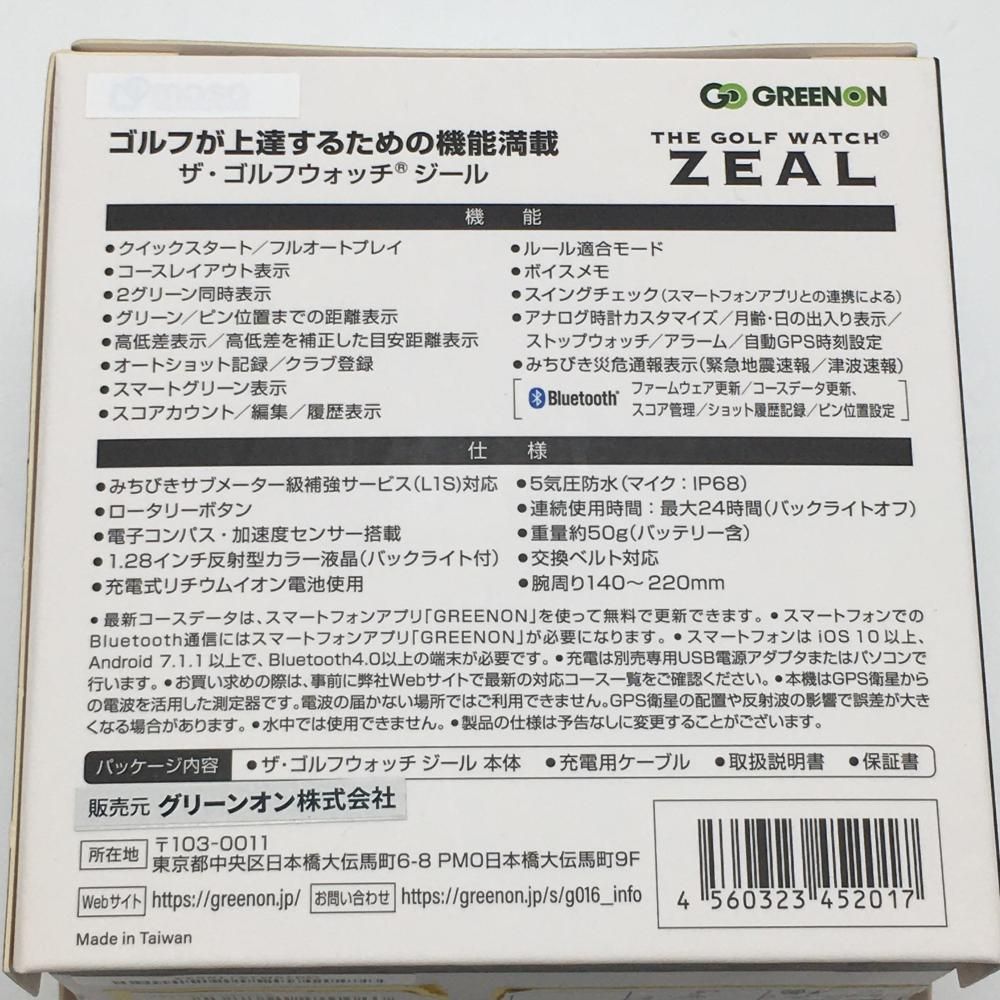 GREENON
ゴルフが上達するための機能満載
ザ・ゴルフウォッチ® ジール
THE GOLF WATCH®
ZEAL
機 能
●クイックスタート／フルオートプレイ
●コースレイアウト表示
●2グリーン同時表示
●グリーン／ピン位置までの距離表示
●高低差表示／高低差を補正した目安距離表示
●オートショット記録／クラブ登録
●スマートグリーン表示
●スコアカウント／編集／履歴表示
●ルール適合モード
●ボイスメモ
●スイングチェック(スマートフォンアプリとの連携による)
●アナログ時計カスタマイズ／月齢・日の出入り表示／
ストップウォッチ／アラーム／自動GPS時刻設定
●みちびき災危通報表示(緊急地震速報／津波速報)
Bluetooth®
ファームウェア更新／コースデータ更新、
スコア管理／ショット履歴記録／ピン位置設定
仕 様
●みちびきサブメーター級補強サービス(L1S)対応
●ロータリーボタン
●電子コンパス・加速度センサー搭載
●1.28インチ反射型カラー液晶(バックライト付)
●充電式リチウムイオン電池使用
●5気圧防水(マイク：IP68)
●連続使用時間：最大24時間(バックライトオフ)
●重量約50g(バッテリー含)
●交換ベルト対応
●腕周り140～220mm
●最新コースデータは、スマートフォンアプリ「GREENON」を使って無料で更新できます。●スマートフォンでの
Bluetooth通信にはスマートフォンアプリ「GREENON」が必要になります。●スマートフォンは iOS 10以上、
Android 7.1.1以上で、Bluetooth4.0以上の端末が必要です。●充電は別売専用USB電源アダプタまたはパソコンで
行います。●お買い求めの際は、事前に弊社Webサイトで最新の対応コース一覧をご確認ください。●本機はGPS衛星から
の電波を活用した測定器です。電波の届かない場所ではご利用できません。GPS衛星の配置や反射波の影響で誤差が大き
くなる場合があります。●水中では使用できません。●製品の仕様は予告なしに変更することがございます。
パッケージ内容 ●ザ・ゴルフウォッチ ジール 本体 ●充電用ケーブル ●取扱説明書 ●保証書
販売元 グリーンオン株式会社
所在地 〒103-0011
東京都中央区日本橋大伝馬町6-8 PMO日本橋大伝馬町9F
Webサイト https://greenon.jp/ お問い合わせ https://greenon.jp/s/g016_info
Made in Taiwan
4 560323 452017